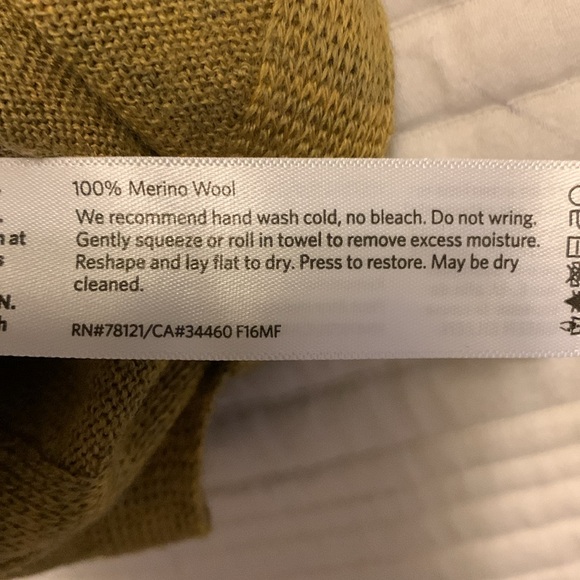 100% Merino Wool
We recommend hand wash cold, no bleach. Do not wring.
at
Gently squeeze or roll in towel to remove excess moisture.
Reshape and lay flat to dry. Press to restore. May be dry
cleaned.
N.
RN#78121/CA#34460 F16MF